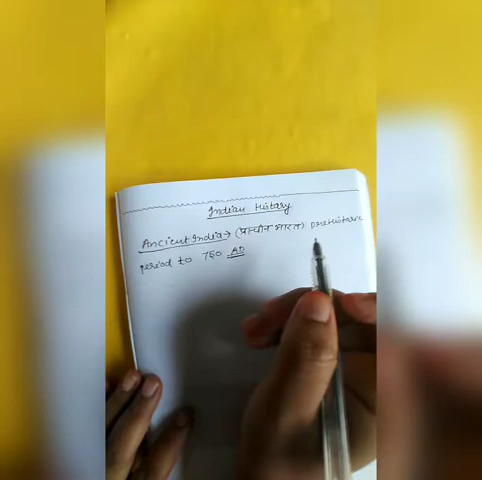 Indian History
Ancient India → (प्राचीन भारत) preHistoric
period to 750 AD